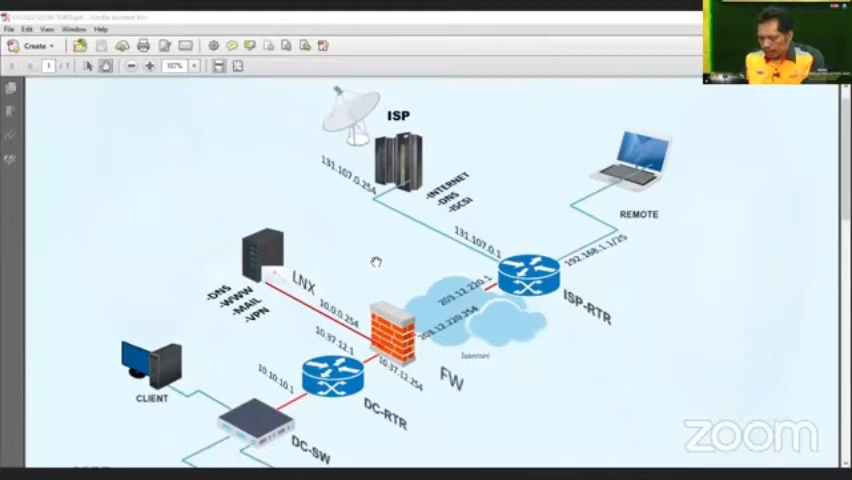 File Edit View Window Help
Create
1 / 1
107%
ISP
131.107.0.254
-INTERNET
-DNS
-ISCSI
REMOTE
131.107.0.1
192.168.1.1/25
ISP-RTR
LNX
-DNS
-WWW
-MAIL
-VPN
10.0.0.254
203.12.220.1
203.12.220.254
Internet
10.37.12.1
10.37.12.254
FW
CLIENT
10.10.10.1
DC-RTR
DC-SW
zoom